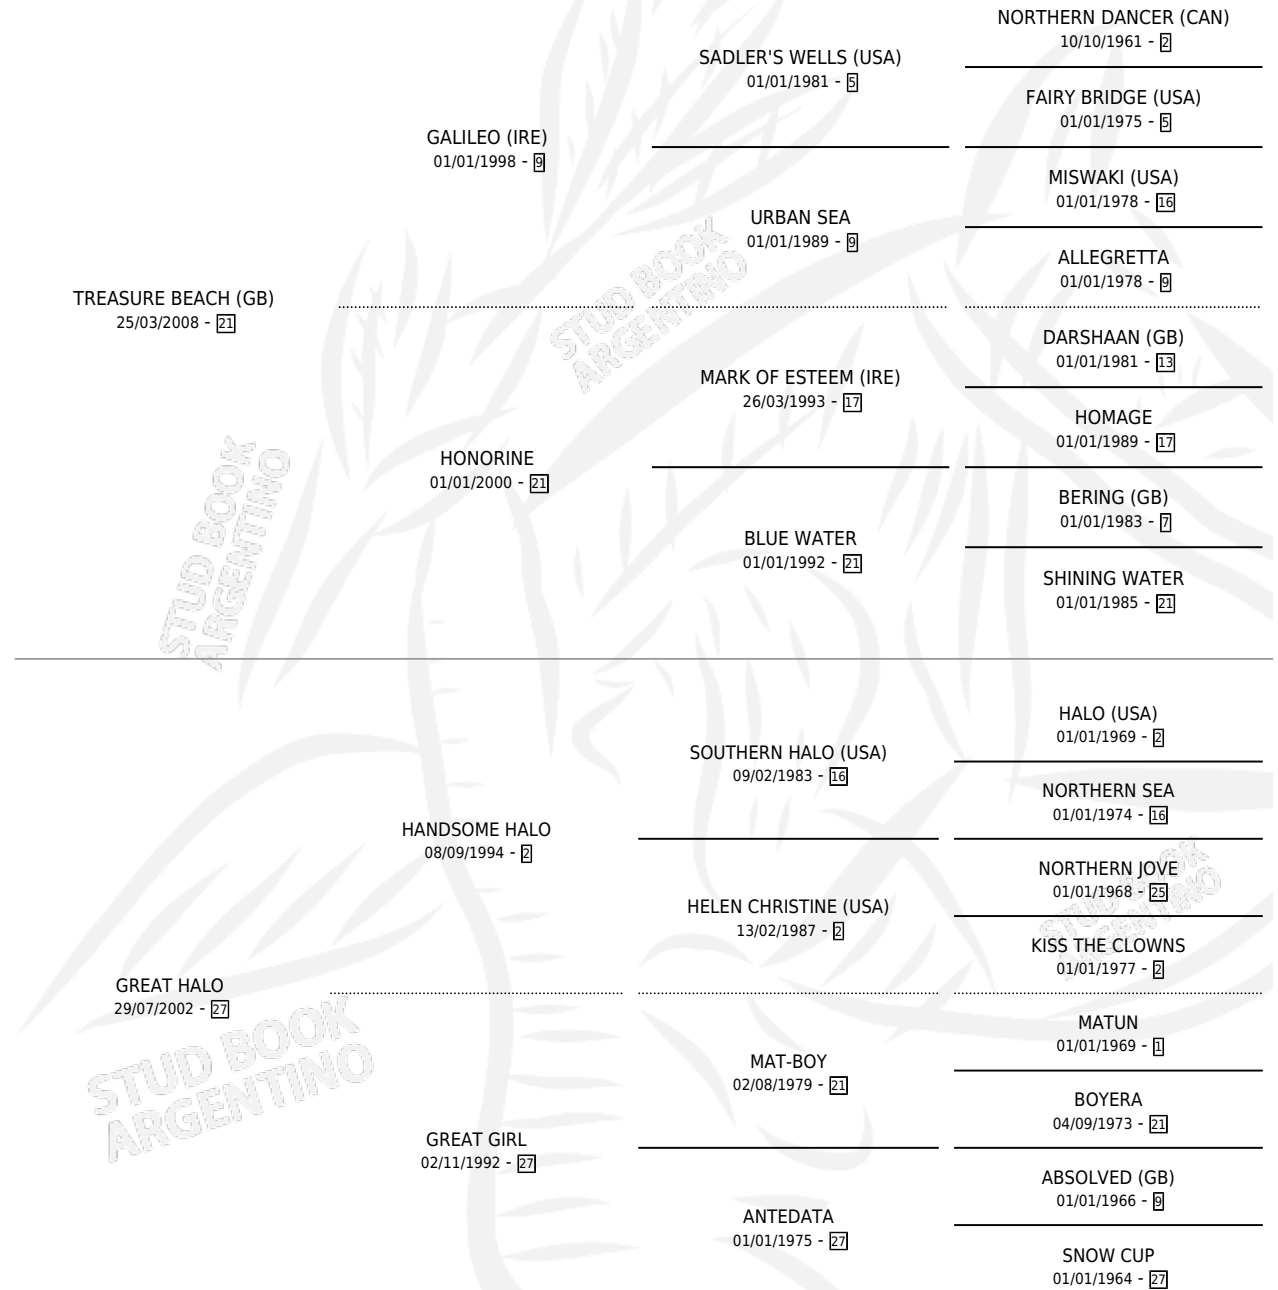 NORTHERN DANCER (CAN)
10/10/1961 - 2
SADLER'S WELLS (USA)
01/01/1981 - 5
FAIRY BRIDGE (USA)
01/01/1975 - 5
GALILEO (IRE)
01/01/1998 - 9
MISWAKI (USA)
01/01/1978 - 16
URBAN SEA
01/01/1989 - 9
ALLEGRETTA
01/01/1978 - 9
TREASURE BEACH (GB)
25/03/2008 - 21
STUD BOOK
ARGENTINO
DARSHAAN (GB)
01/01/1981 - 13
MARK OF ESTEEM (IRE)
26/03/1993 - 17
HOMAGE
01/01/1989 - 17
HONORINE
01/01/2000 - 21
BERING (GB)
01/01/1983 - 7
BLUE WATER
01/01/1992 - 21
SHINING WATER
01/01/1985 - 21
STUD BOOK
ARGENTINO
HALO (USA)
01/01/1969 - 2
SOUTHERN HALO (USA)
09/02/1983 - 16
NORTHERN SEA
01/01/1974 - 16
HANDSOME HALO
08/09/1994 - 2
NORTHERN JOVE
01/01/1968 - 25
HELEN CHRISTINE (USA)
13/02/1987 - 2
STUD BOOK
ARGENTINO
KISS THE CLOWNS
01/01/1977 - 2
GREAT HALO
29/07/2002 - 27
STUD BOOK
ARGENTINO
MATUN
01/01/1969 - 1
MAT-BOY
02/08/1979 - 21
BOYERA
04/09/1973 - 21
GREAT GIRL
02/11/1992 - 27
ABSOLVED (GB)
01/01/1966 - 9
ANTEDATA
01/01/1975 - 27
SNOW CUP
01/01/1964 - 27